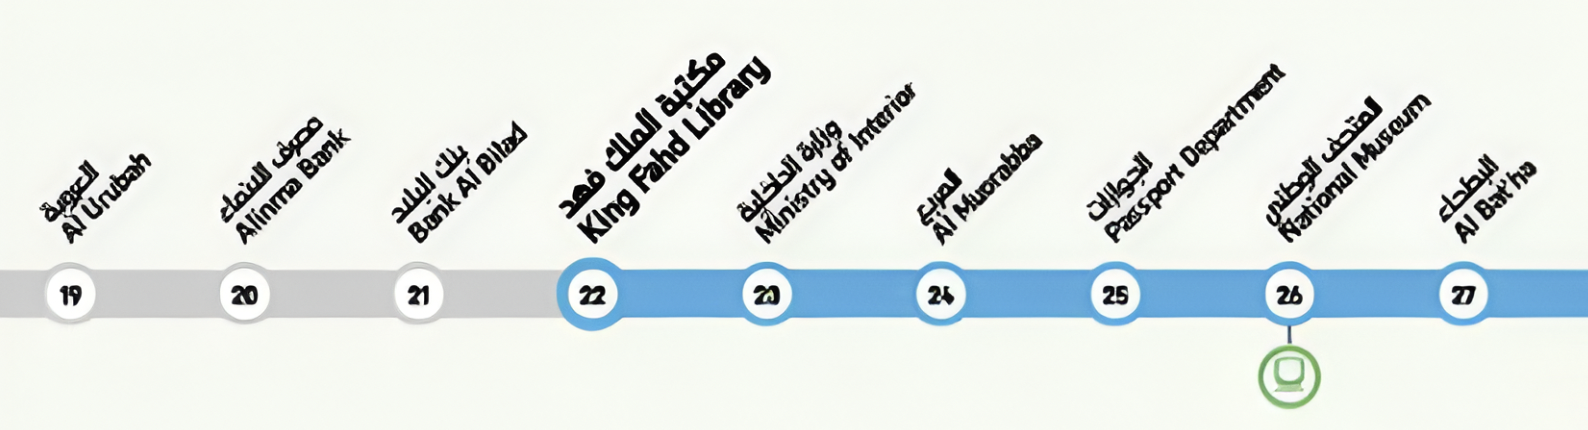 العروبة
Al Urubah
مصرف الإنماء
Alinma Bank
بنك البلاد
Bank Al Bilad
مكتبة الملك فهد
King Fahd Library
وزارة الداخلية
Ministry of Interior
المربع
Al Murabba
الجوازات
Passport Department
المتحف الوطني
National Museum
البطحاء
Al Bat'ha
19
20
21
22
23
24
25
26
27